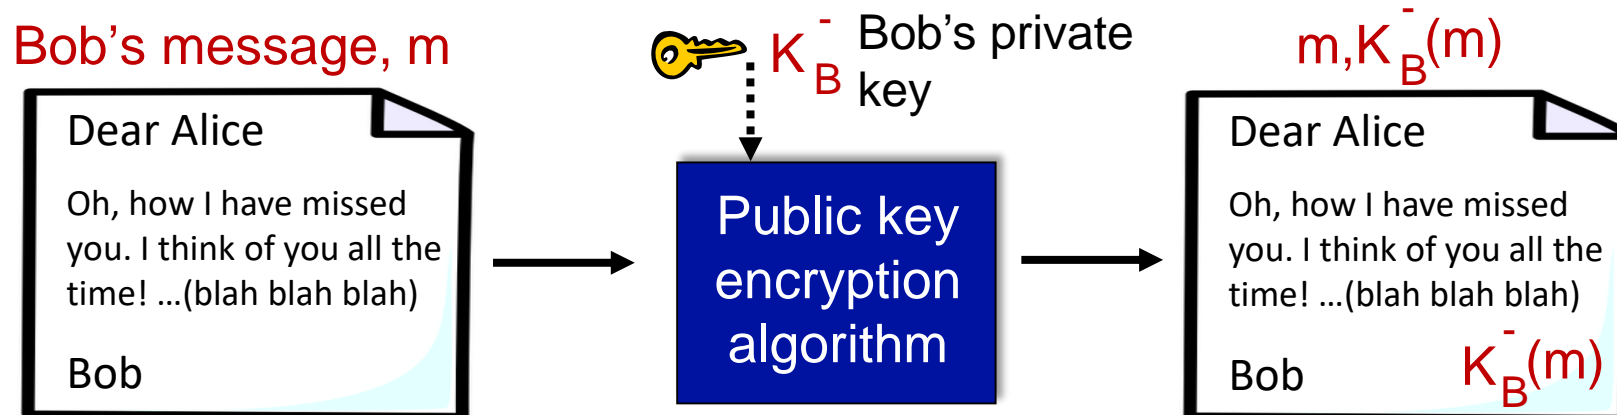 Bob’s message, m
Dear Alice
Oh, how I have missed
you. I think of you all the
time! …(blah blah blah)
Bob
K_B^- Bob’s private
key
Public key
encryption
algorithm
m,K_B^-(m)
Dear Alice
Oh, how I have missed
you. I think of you all the
time! …(blah blah blah)
Bob K_B^-(m)